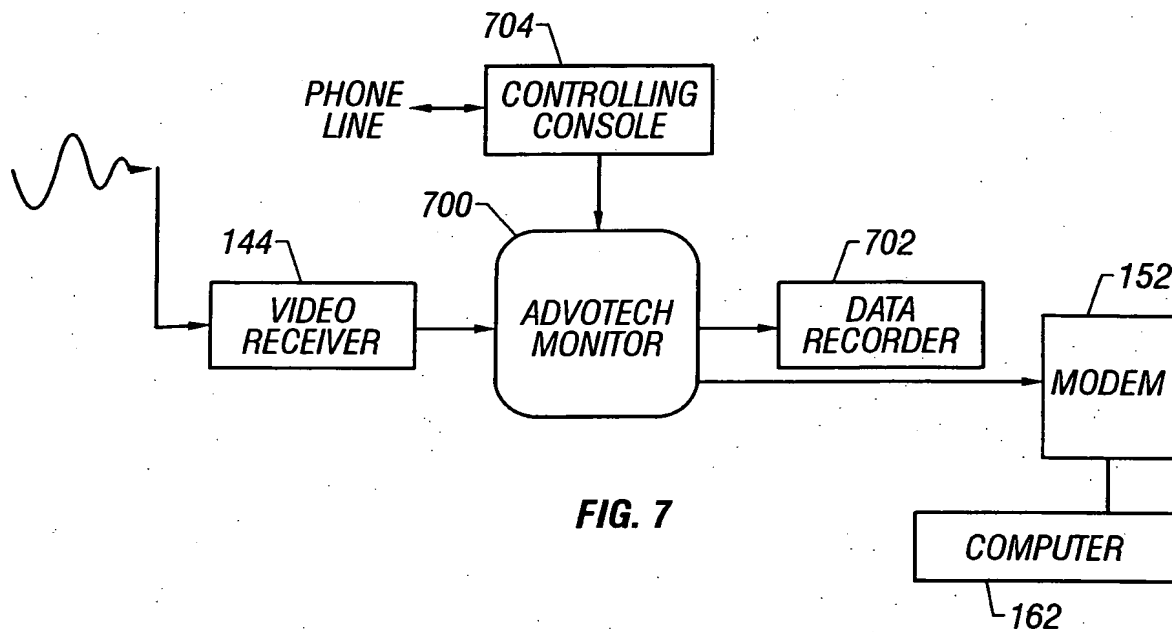 704
PHONE
LINE
CONTROLLING
CONSOLE
700
144
702
152
VIDEO
RECEIVER
ADVOTECH
MONITOR
DATA
RECORDER
MODEM
FIG. 7
COMPUTER
162